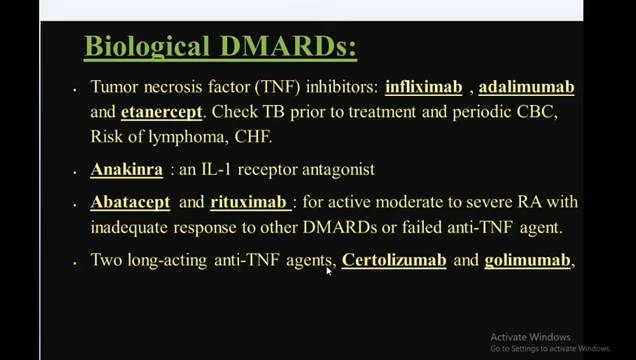 Biological DMARDs:
• Tumor necrosis factor (TNF) inhibitors: infliximab , adalimumab
and etanercept. Check TB prior to treatment and periodic CBC,
Risk of lymphoma, CHF.
• Anakinra : an IL-1 receptor antagonist
• Abatacept and rituximab : for active moderate to severe RA with
inadequate response to other DMARDs or failed anti-TNF agent.
• Two long-acting anti-TNF agents, Certolizumab and golimumab,
Activate Windows
Go to Settings to activate Windows.